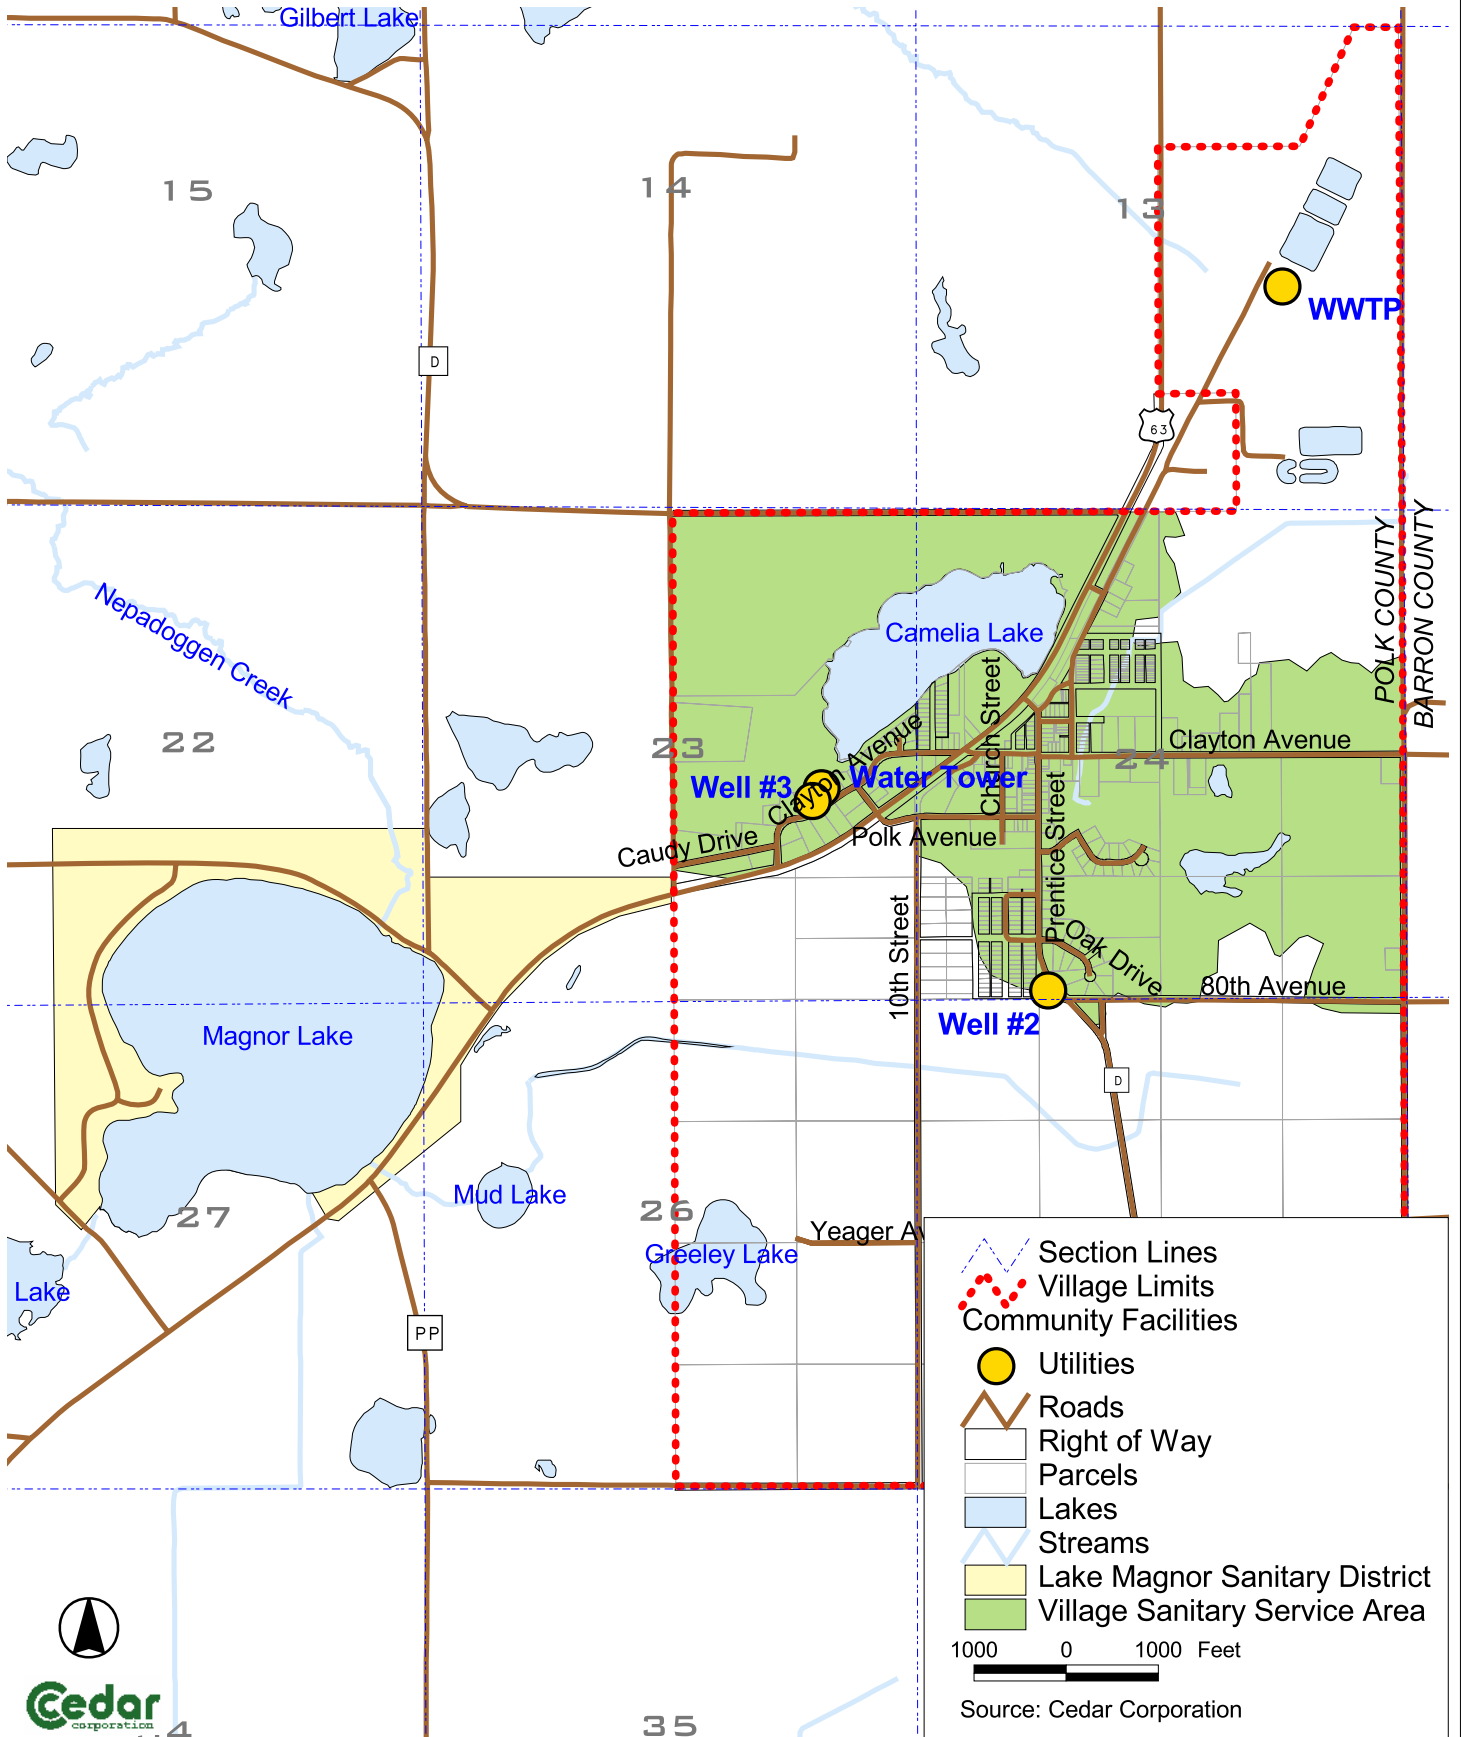 Gilbert Lake
15
14
13
WWTP
D
63
POLK COUNTY
BARRON COUNTY
Nepadoggen Creek
Camelia Lake
Church Street
22
23
24
Clayton Avenue
Clayton Avenue
Well #3
Water Tower
Caudy Drive
Polk Avenue
Prentice Street
10th Street
Oak Drive
80th Avenue
Well #2
Magnor Lake
D
Mud Lake
27
26
Greeley Lake
Yeager Av
Lake
PP
Section Lines
Village Limits
Community Facilities
Utilities
Roads
Right of Way
Parcels
Lakes
Streams
Lake Magnor Sanitary District
Village Sanitary Service Area
1000 0 1000 Feet
Source: Cedar Corporation
Cedar
corporation
4
35